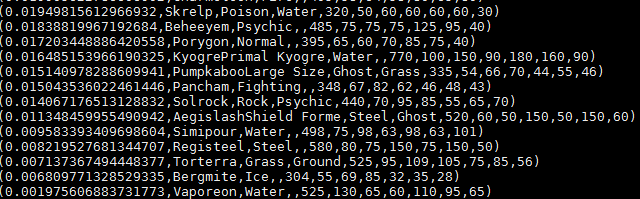 (0.01949815612966932,Skrelp,Poison,Water,320,50,60,60,60,60,30)
(0.01838819967192684,Beheeyem,Psychic,,485,75,75,75,125,95,40)
(0.017203448886420558,Porygon,Normal,,395,65,60,70,85,75,40)
(0.016485153966190325,KyogrePrimal Kyogre,Water,,770,100,150,90,180,160,90)
(0.015140978288609941,PumpkabooLarge Size,Ghost,Grass,335,54,66,70,44,55,46)
(0.015043536022461446,Pancham,Fighting,,348,67,82,62,46,48,43)
(0.014067176513128832,Solrock,Rock,Psychic,440,70,95,85,55,65,70)
(0.011348459955490942,AegislashShield Forme,Steel,Ghost,520,60,50,150,50,150,60)
(0.009583393409698604,Simipour,Water,,498,75,98,63,98,63,101)
(0.008219527681344707,Registeel,Steel,,580,80,75,150,75,150,50)
(0.007137367494448377,Torterra,Grass,Ground,525,95,109,105,75,85,56)
(0.006809771328529335,Bergmite,Ice,,304,55,69,85,32,35,28)
(0.001975606883731773,Vaporeon,Water,,525,130,65,60,110,95,65)